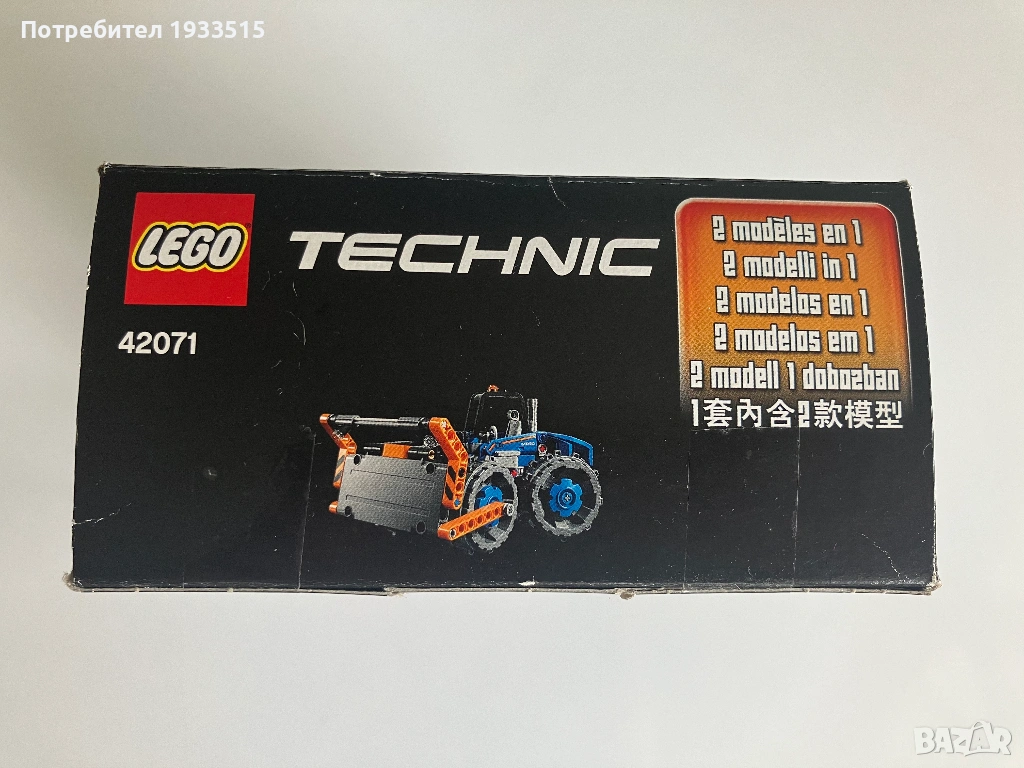 Потребител 1933515
LEGO
TECHNIC
42071
2 modèles en 1
2 modelli in 1
2 modelos en 1
2 modelos em 1
2 modell 1 dobozban
1套內含2款模型
BAZAR